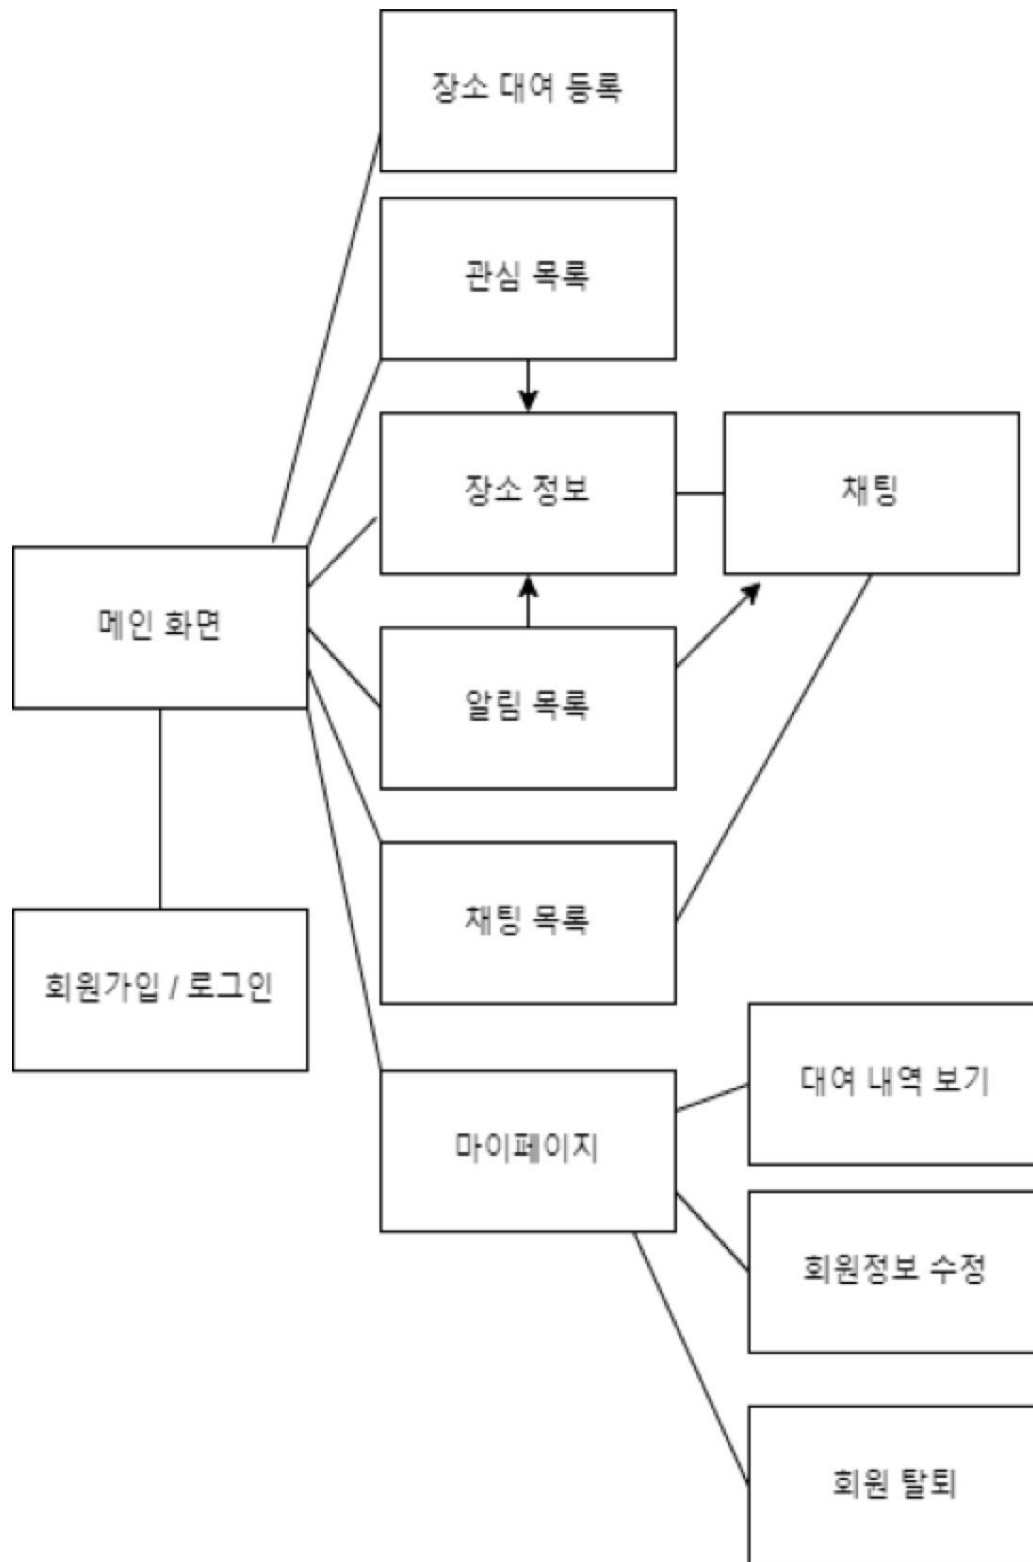 장소 대여 등록
관심 목록
장소 정보
채팅
메인 화면
알림 목록
채팅 목록
회원가입 / 로그인
대여 내역 보기
마이페이지
회원정보 수정
회원 탈퇴